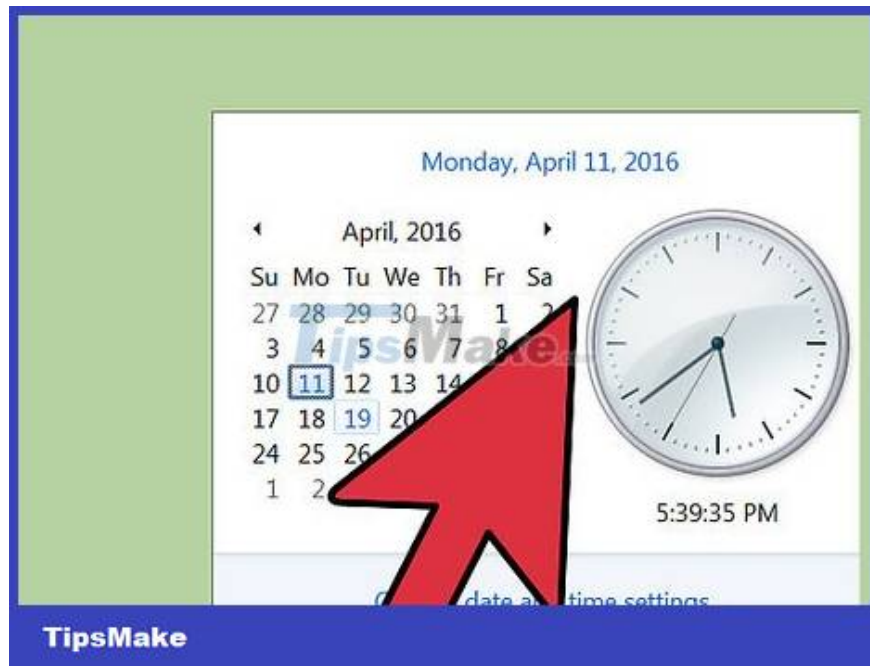 Monday, April 11, 2016
April, 2016
Su Mo Tu We Th Fr Sa
27 28 29 30 31 1 2
3 4 5 6 7 8
10 11 12 13 14
17 18 19 20
24 25 26
1 2
TipsMake
5:39:35 PM
date time settings
TipsMake